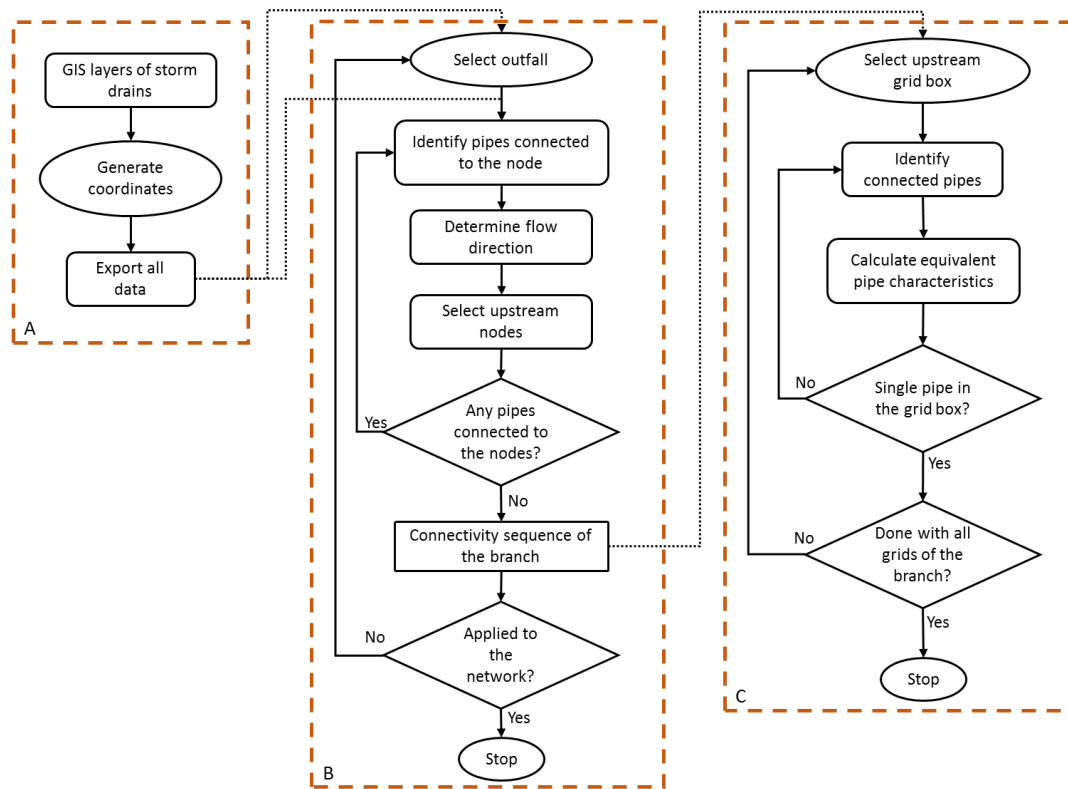 GIS layers of storm
drains
Generate
coordinates
Export all
data
A
Select outfall
Identify pipes connected
to the node
Determine flow
direction
Select upstream
nodes
Any pipes
connected to
the nodes?
Yes
No
Connectivity sequence of
the branch
Applied to
the
network?
No
Yes
Stop
B
Select upstream
grid box
Identify
connected pipes
Calculate equivalent
pipe characteristics
Single pipe in
the grid box?
No
Yes
Done with all
grids of the
branch?
No
Yes
Stop
C